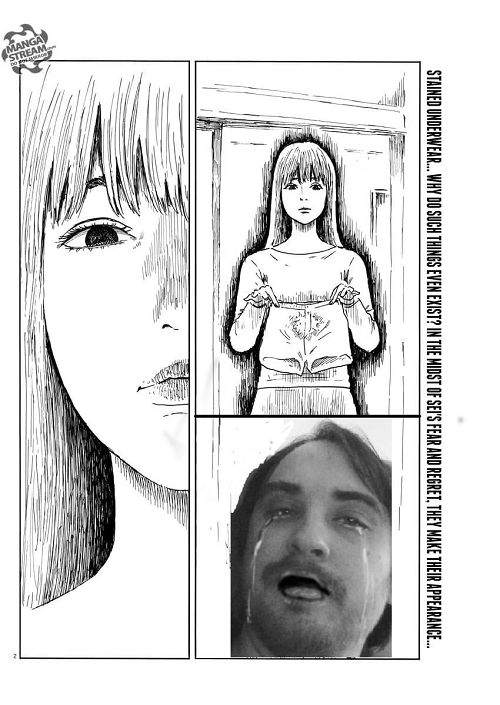 MANGA
STREAM
STAINED UNDERWEAR... WHY DO SUCH THINGS EVEN EXIST? IN THE MIDST OF SEI'S FEAR AND REGRET, THEY MAKE THEIR APPEARANCE...
2